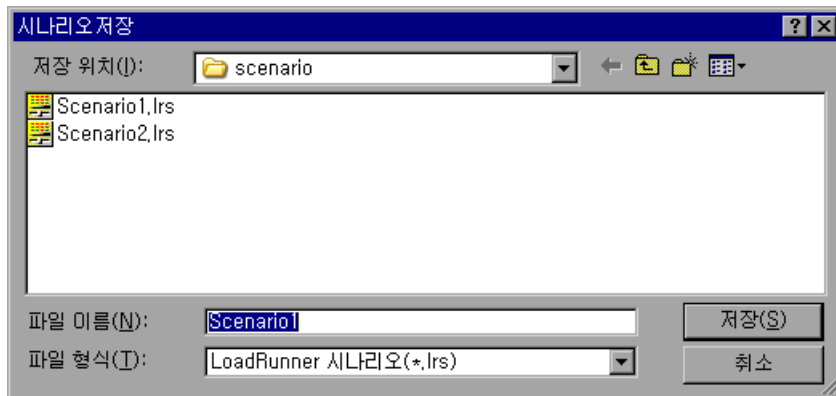 시나리오저장
저장 위치(I):
scenario
Scenario1.lrs
Scenario2.lrs
파일 이름(N):
Scenario1
저장(S)
파일 형식(T):
LoadRunner 시나리오(*.lrs)
취소